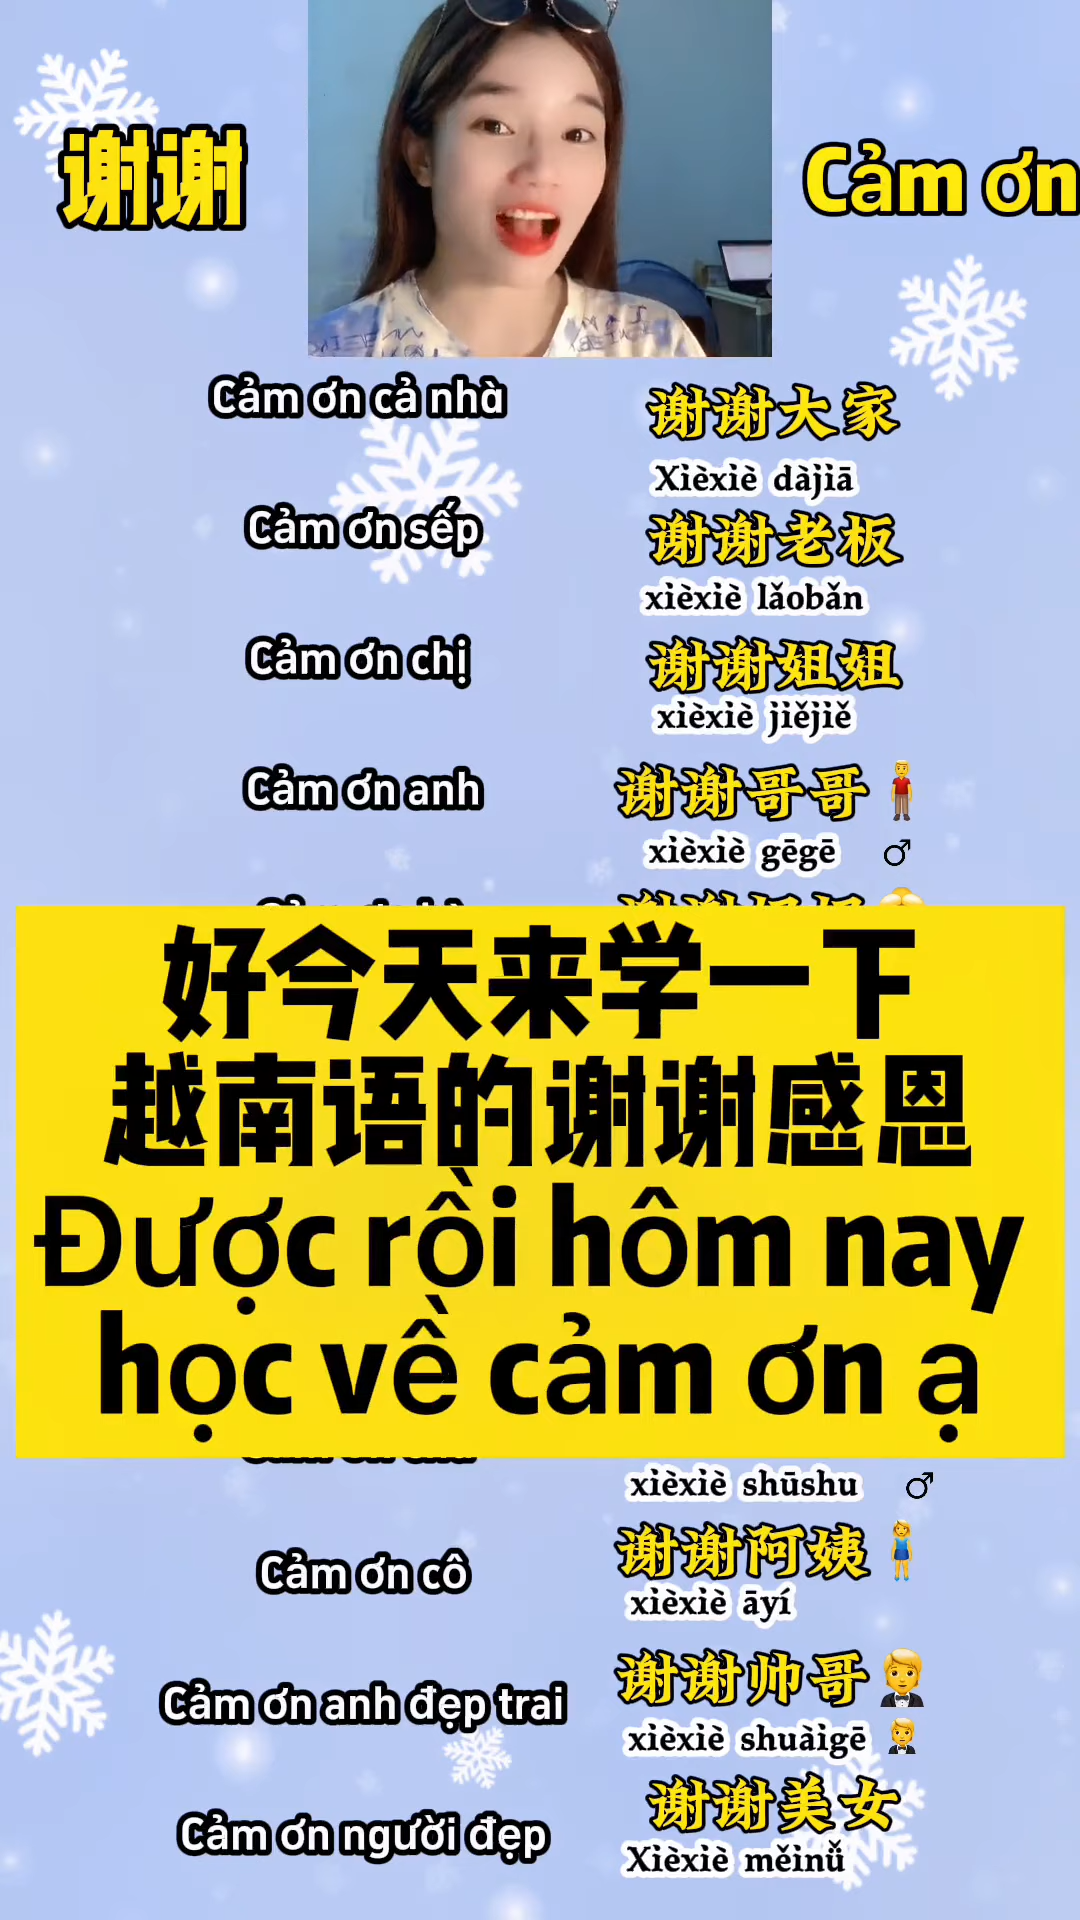 谢谢
Cảm ơn
Cảm ơn cả nhà
谢谢大家
Xièxiè dàjiā
Cảm ơn sếp
谢谢老板
xièxiè lǎobǎn
Cảm ơn chị
谢谢姐姐
xièxiè jiějiě
Cảm ơn anh
谢谢哥哥
xièxiè gēgē
好今天来学一下
越南语的谢谢感恩
Được rồi hôm nay
học về cảm ơn ạ
xièxiè shūshu
Cảm ơn cô
谢谢阿姨
xièxiè āyí
Cảm ơn anh đẹp trai
谢谢帅哥
xièxiè shuàigē
Cảm ơn người đẹp
谢谢美女
Xièxiè měinǚ